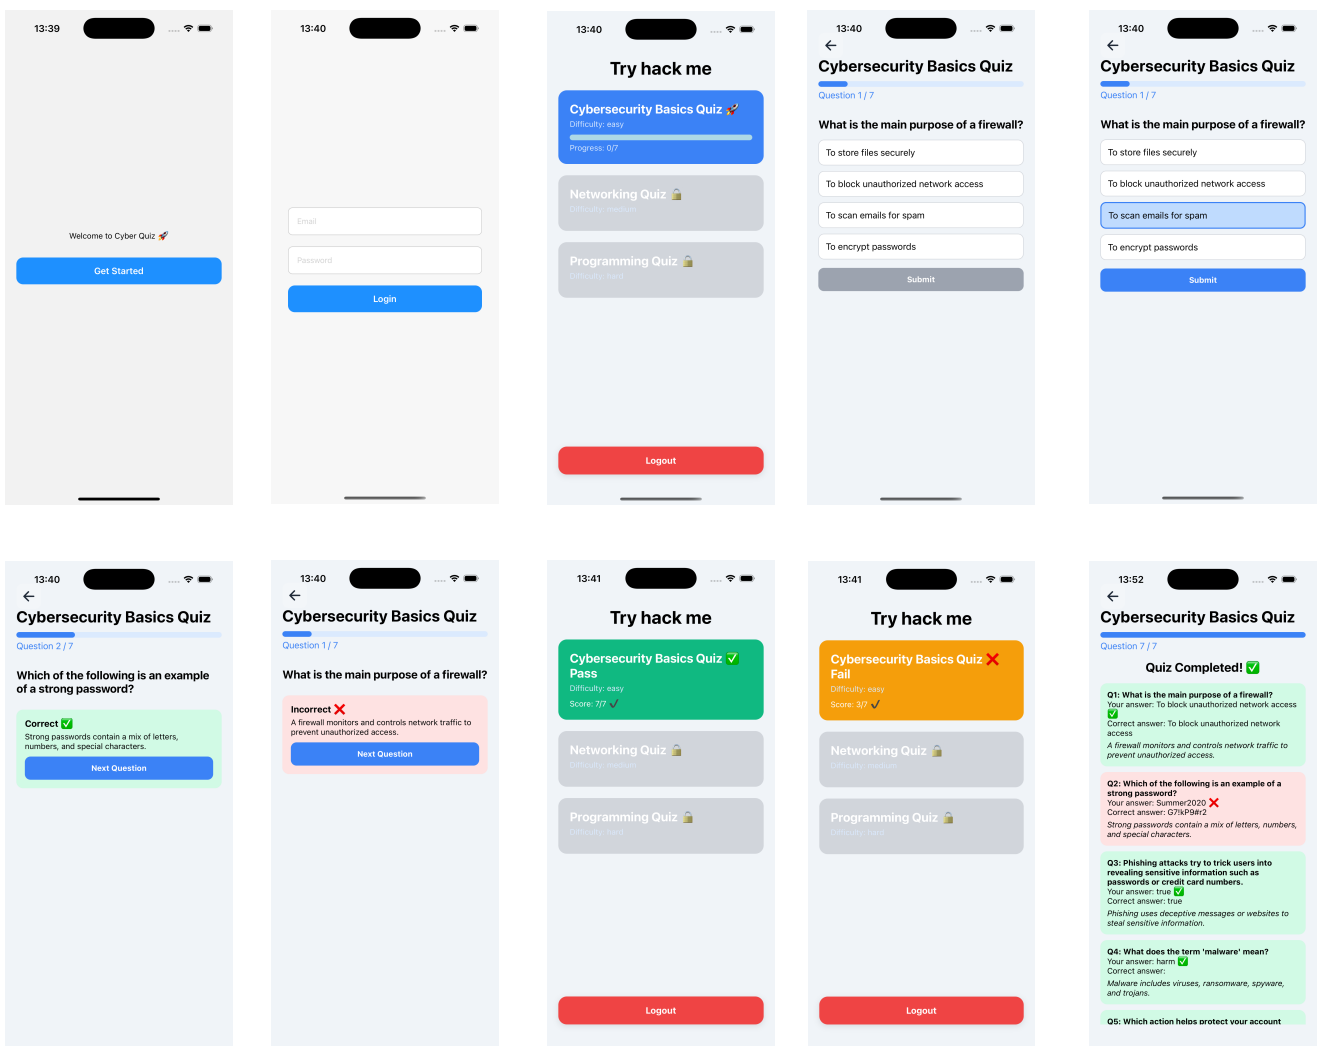 13:39
Welcome to Cyber Quiz 🚀
Get Started
13:40
Email
Password
Login
13:40
Try hack me
Cybersecurity Basics Quiz 🚀
Difficulty: easy
Progress: 0/7
Networking Quiz 🔒
Difficulty: medium
Programming Quiz 🔒
Difficulty: hard
Logout
13:40
Cybersecurity Basics Quiz
Question 1 / 7
What is the main purpose of a firewall?
To store files securely
To block unauthorized network access
To scan emails for spam
To encrypt passwords
Submit
13:40
Cybersecurity Basics Quiz
Question 1 / 7
What is the main purpose of a firewall?
To store files securely
To block unauthorized network access
To scan emails for spam
To encrypt passwords
Submit
13:40
Cybersecurity Basics Quiz
Question 2 / 7
Which of the following is an example
of a strong password?
Correct ✅
Strong passwords contain a mix of letters,
numbers, and special characters.
Next Question
13:40
Cybersecurity Basics Quiz
Question 1 / 7
What is the main purpose of a firewall?
Incorrect ❌
A firewall monitors and controls network traffic to
prevent unauthorized access.
Next Question
13:41
Try hack me
Cybersecurity Basics Quiz ✅
Pass
Difficulty: easy
Score: 7/7 ✔
Networking Quiz 🔒
Difficulty: medium
Programming Quiz 🔒
Difficulty: hard
Logout
13:41
Try hack me
Cybersecurity Basics Quiz ❌
Fail
Difficulty: easy
Score: 3/7 ✔
Networking Quiz 🔒
Difficulty: medium
Programming Quiz 🔒
Difficulty: hard
Logout
13:52
Cybersecurity Basics Quiz
Question 7 / 7
Quiz Completed! ✅
Q1: What is the main purpose of a firewall?
Your answer: To block unauthorized network access
✅
Correct answer: To block unauthorized network
access
A firewall monitors and controls network traffic to
prevent unauthorized access.
Q2: Which of the following is an example of a
strong password?
Your answer: Summer2020 ❌
Correct answer: G7!kP9#r2
Strong passwords contain a mix of letters, numbers,
and special characters.
Q3: Phishing attacks try to trick users into
revealing sensitive information such as
passwords or credit card numbers.
Your answer: true ✅
Correct answer: true
Phishing uses deceptive messages or websites to
steal sensitive information.
Q4: What does the term 'malware' mean?
Your answer: harm ✅
Correct answer:
Malware includes viruses, ransomware, spyware,
and trojans.
Q5: Which action helps protect your account